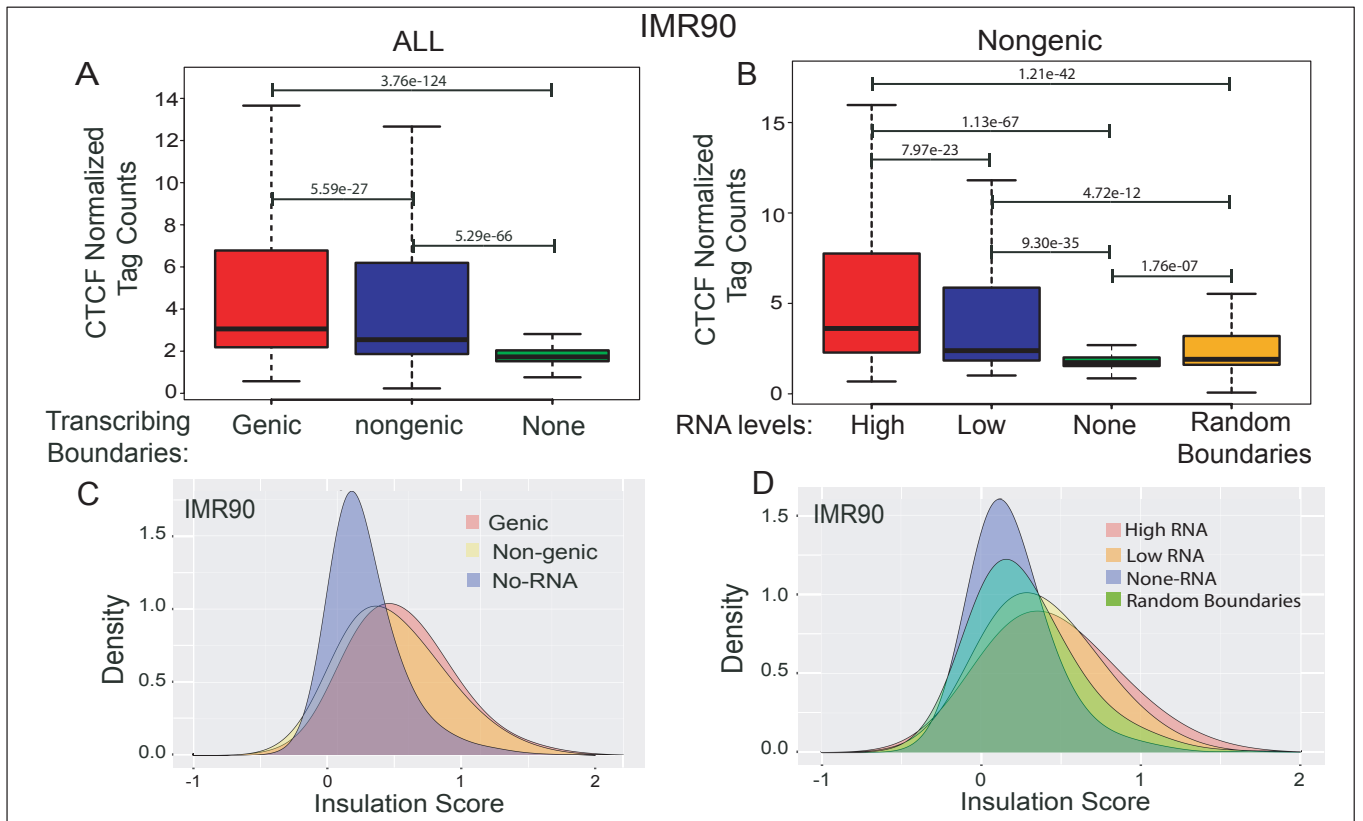 IMR90
ALL
Nongenic
A
CTCF Normalized
Tag Counts
14
12
10
8
6
4
2
0
3.76e-124
5.59e-27
5.29e-66
Transcribing
Boundaries:
Genic
nongenic
None
B
CTCF Normalized
Tag Counts
15
10
5
0
1.21e-42
1.13e-67
7.97e-23
4.72e-12
9.30e-35
1.76e-07
RNA levels:
High
Low
None
Random
Boundaries
C
IMR90
Genic
Non-genic
No-RNA
Density
1.5
1.0
0.5
0.0
-1
0
1
2
Insulation Score
D
IMR90
High RNA
Low RNA
None-RNA
Random Boundaries
Density
1.5
1.0
0.5
0.0
-1
0
1
2
Insulation Score